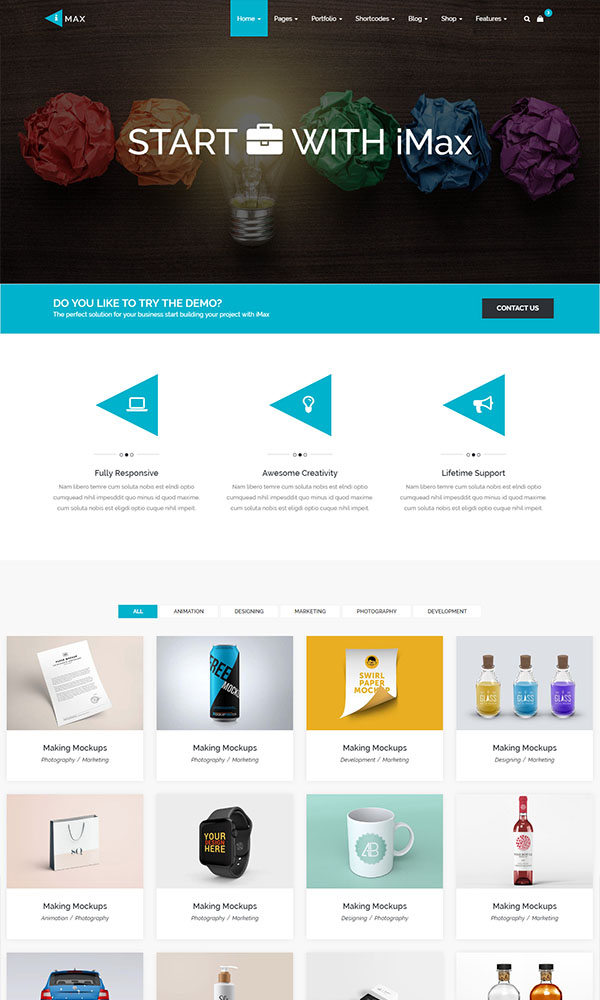 i MAX
Home Pages Portfolio Shortcodes Blog Shop Features
START WITH iMax
DO YOU LIKE TO TRY THE DEMO?
The perfect solution for your business start building your project with iMax
CONTACT US
Fully Responsive
Nam libero temre cum soluta nobis est elndi optio
cumquead nihil impesddit quo minus id quod maxime
cum soluta nobis est eligdi optio cuque nihil impeit.
Awesome Creativity
Nam libero temre cum soluta nobis est elndi optio
cumquead nihil impesddit quo minus id quod maxime
cum soluta nobis est eligdi optio cuque nihil impeit.
Lifetime Support
Nam libero temre cum soluta nobis est elndi optio
cumquead nihil impesddit quo minus id quod maxime
cum soluta nobis est eligdi optio cuque nihil impeit.
ALL ANIMATION DESIGNING MARKETING PHOTOGRAPHY DEVELOPMENT
FREE
MOCKUP
SWIRL
PAPER
MOCKUP
GLASS GLASS GLASS
Making Mockups
Photography / Marketing
Making Mockups
Photography / Marketing
Making Mockups
Development / Marketing
Making Mockups
Designing / Marketing
YOUR
DESIGN
HERE
AB
Making Mockups
Animation / Photography
Making Mockups
Photography / Marketing
Making Mockups
Designing / Photography
Making Mockups
Photography / Marketing